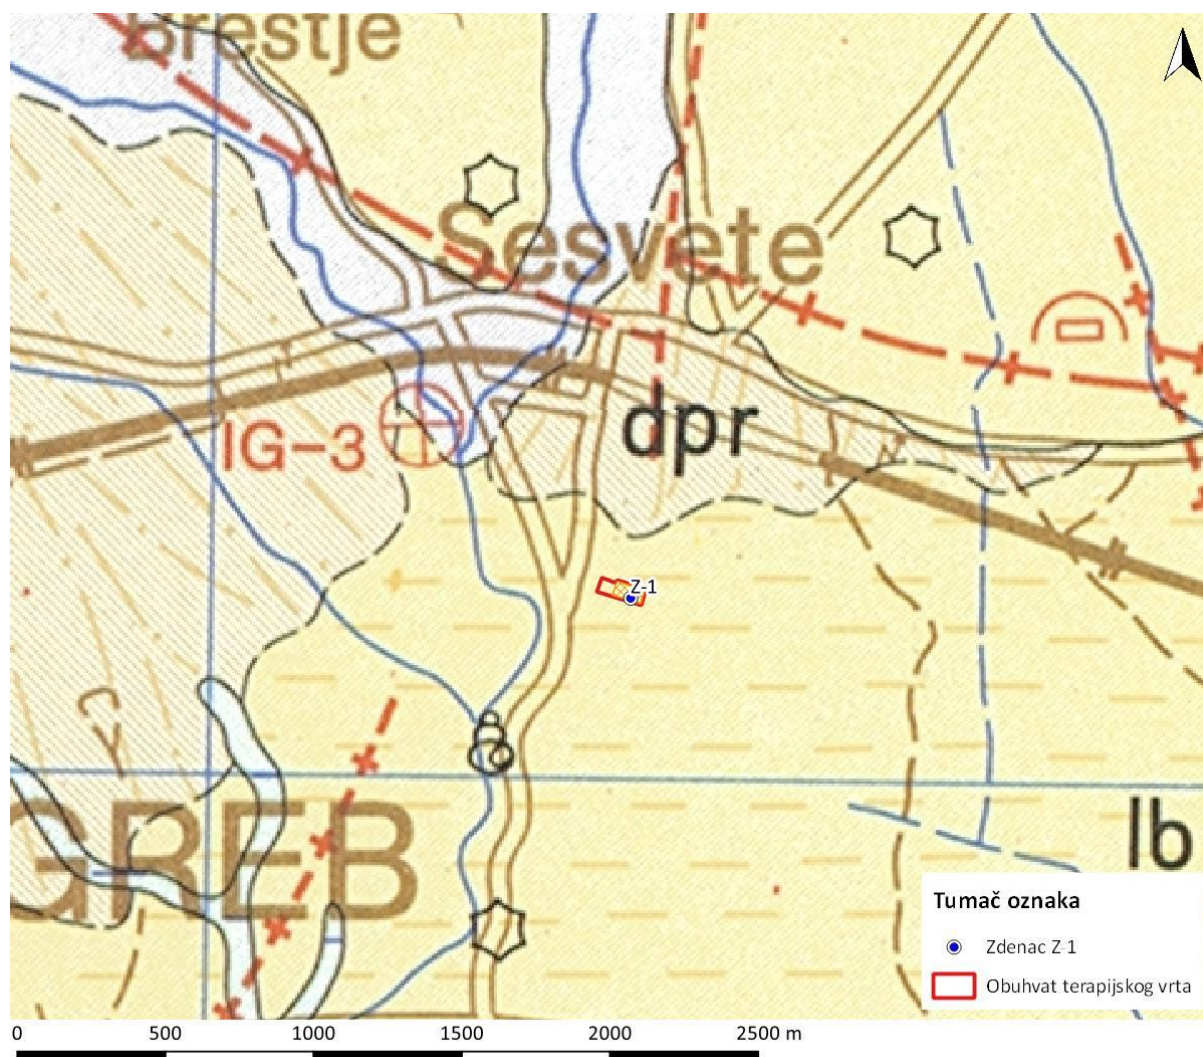 Brestje
Sesvete
dpr
IG-3
Z-1
GREB
lb
Tumač oznaka
Zdenac Z-1
Obuhvat terapijskog vrta
0 500 1000 1500 2000 2500 m